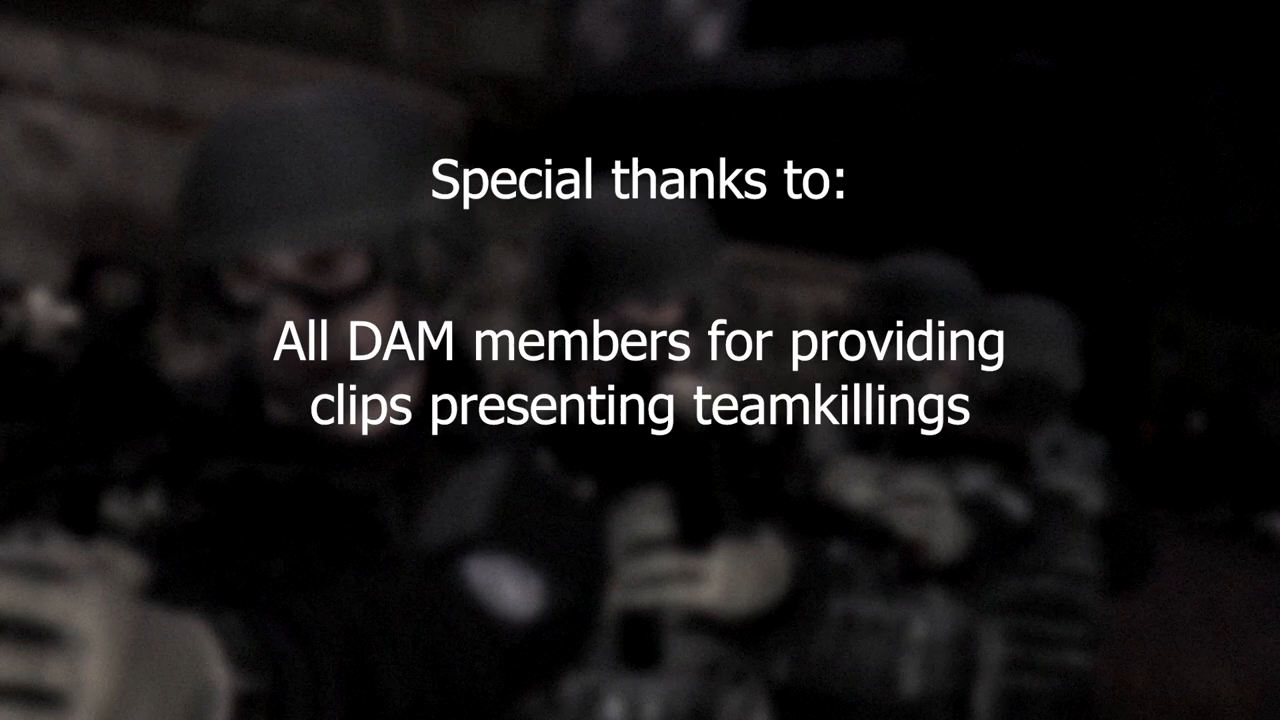 Special thanks to:
All DAM members for providing
clips presenting teamkillings